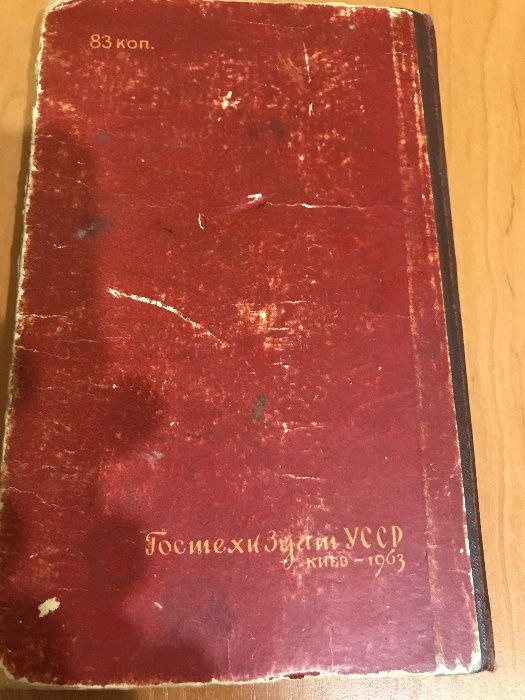 83 коп.
Гостехиздат УССР
Киев - 1963